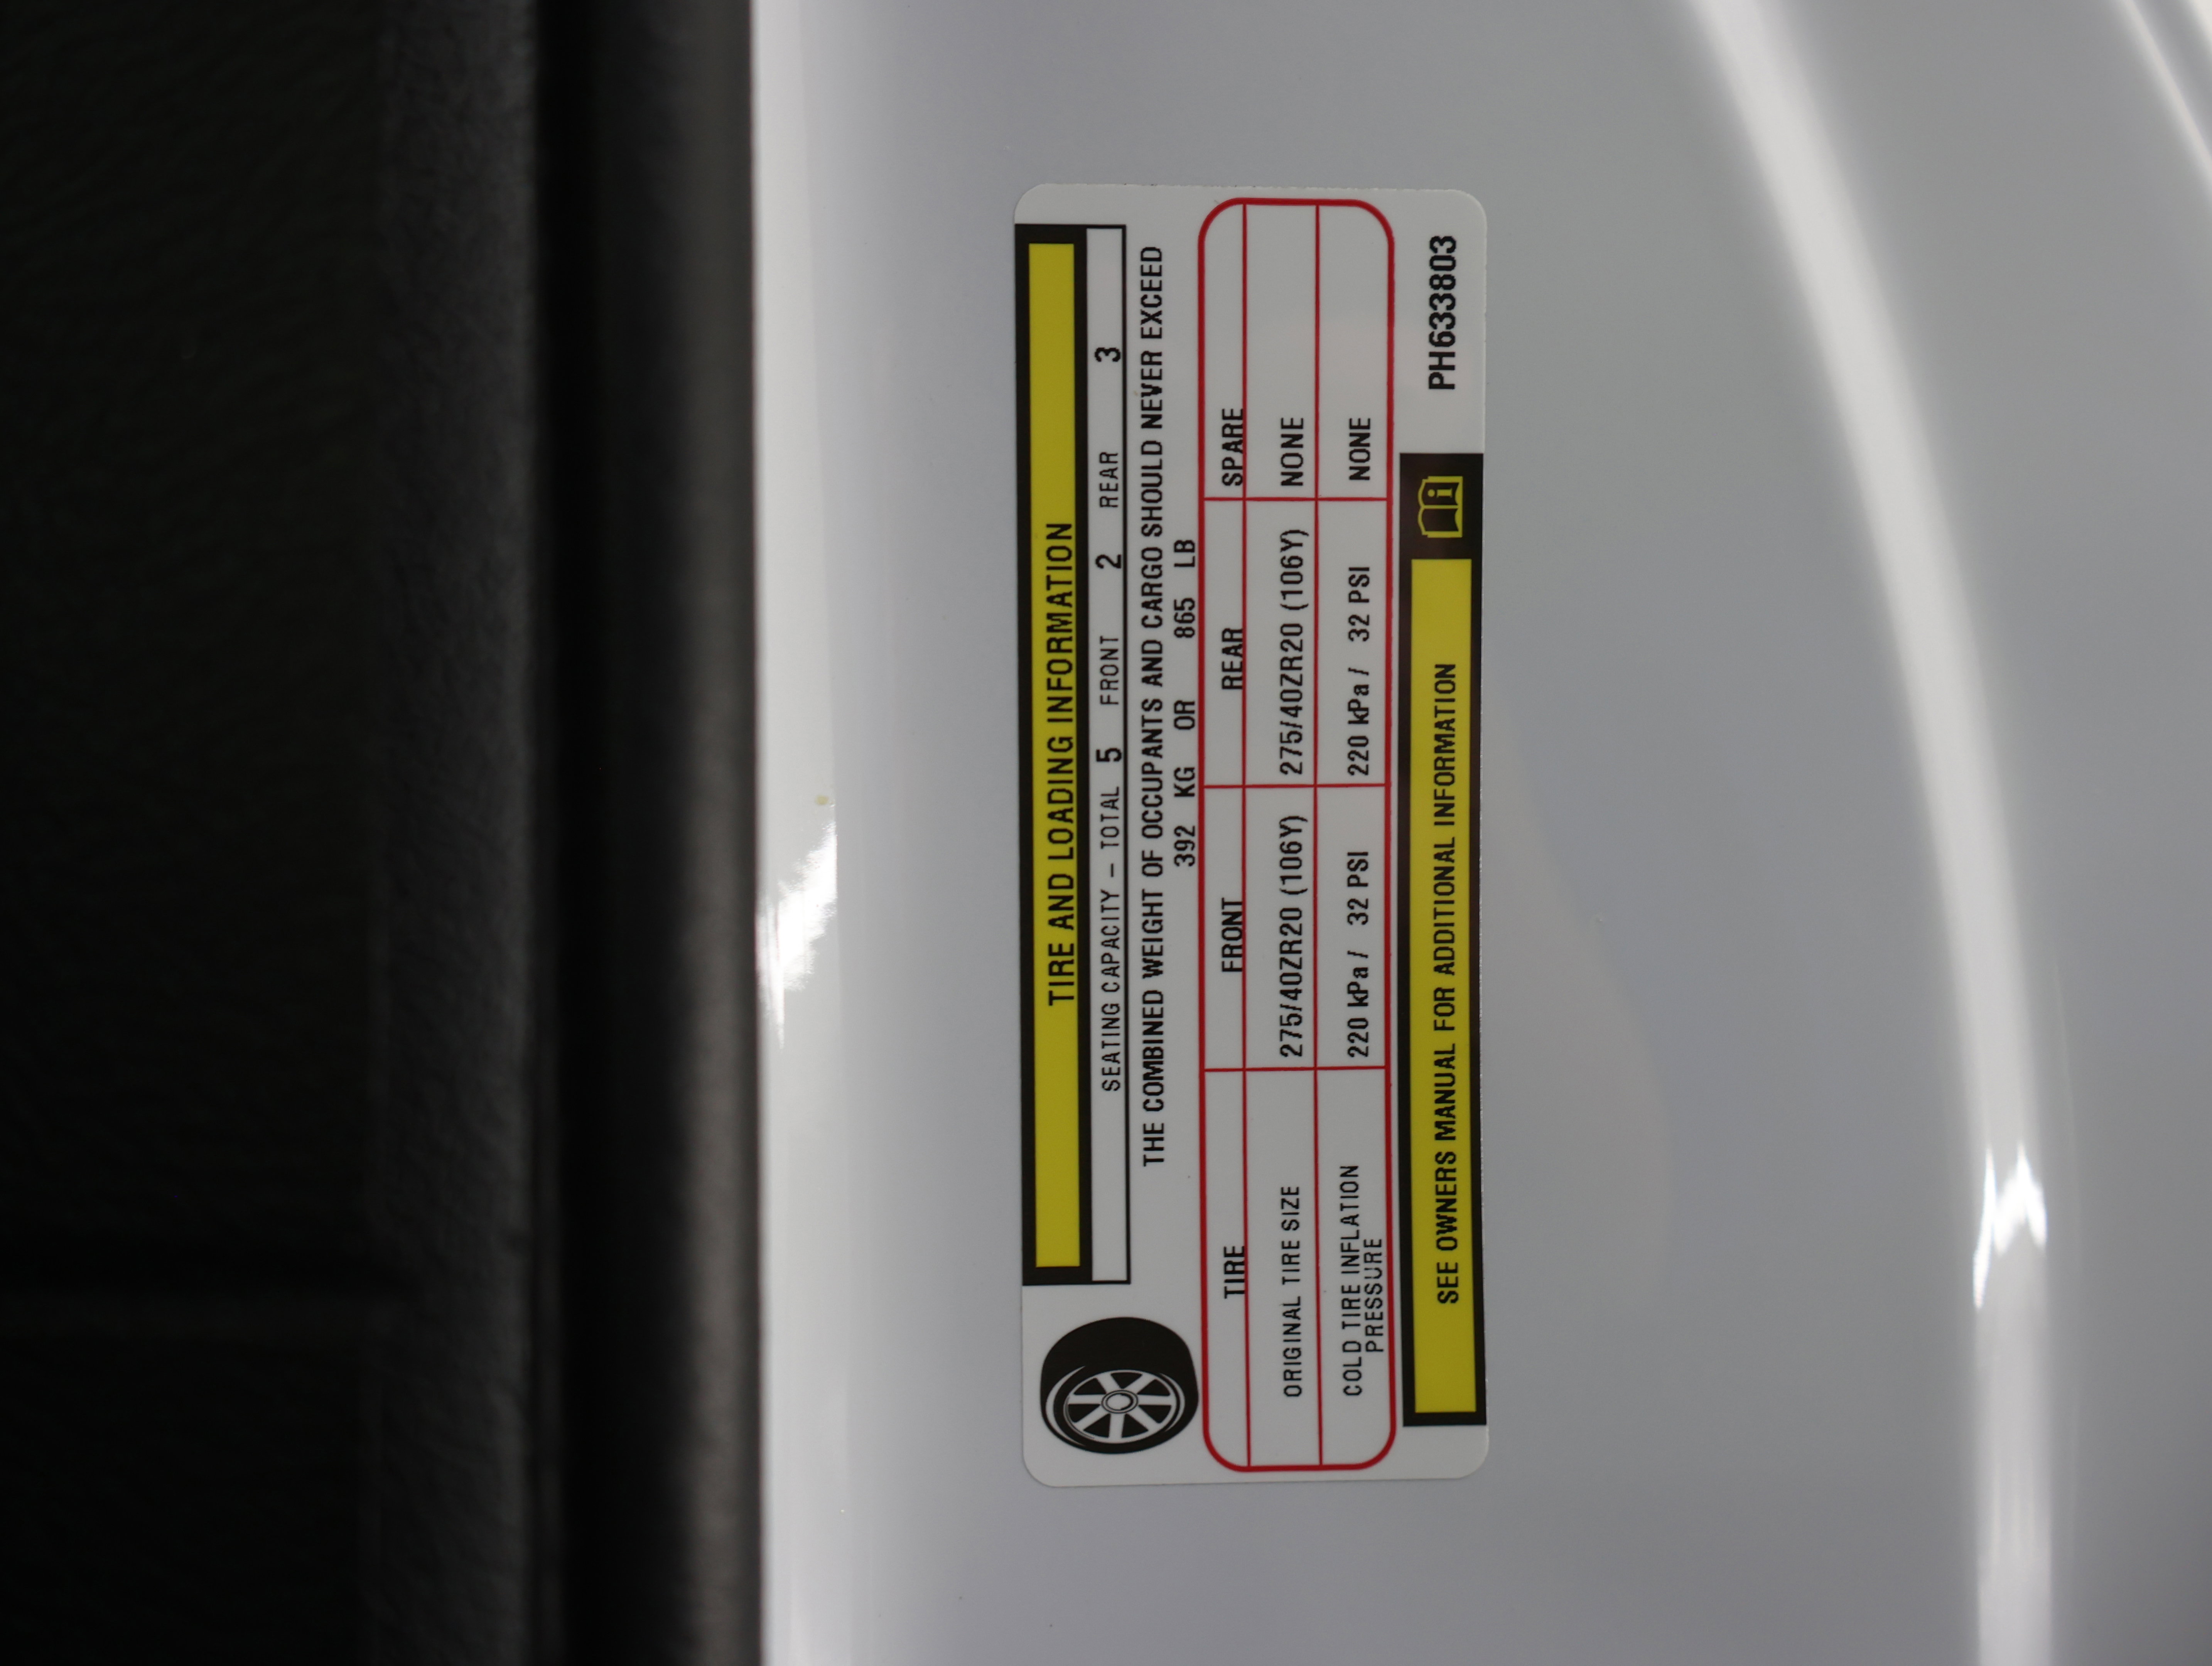 TIRE AND LOADING INFORMATION
SEATING CAPACITY – TOTAL 5 FRONT 2 REAR 3
THE COMBINED WEIGHT OF OCCUPANTS AND CARGO SHOULD NEVER EXCEED
392 KG OR 865 LB
TIRE FRONT REAR SPARE
ORIGINAL TIRE SIZE 275/40ZR20 (106Y) 275/40ZR20 (106Y) NONE
COLD TIRE INFLATION PRESSURE 220 kPa / 32 PSI 220 kPa / 32 PSI NONE
SEE OWNERS MANUAL FOR ADDITIONAL INFORMATION
PH633803